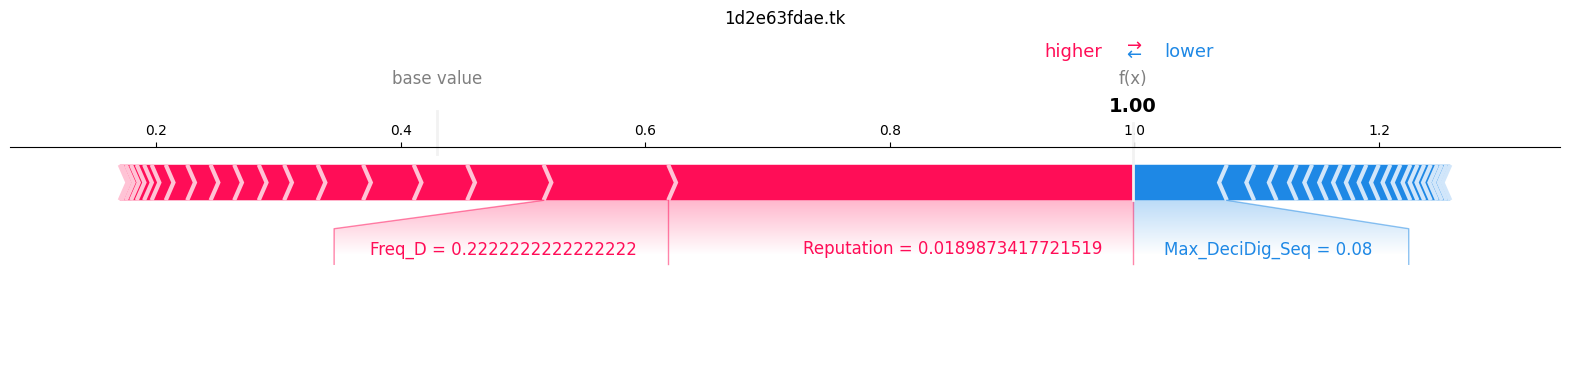 1d2e63fdae.tk
higher ⇄ lower
base value f(x)
1.00
0.2 0.4 0.6 0.8 1.0 1.2
Freq_D = 0.2222222222222222 Reputation = 0.0189873417721519 Max_DeciDig_Seq = 0.08